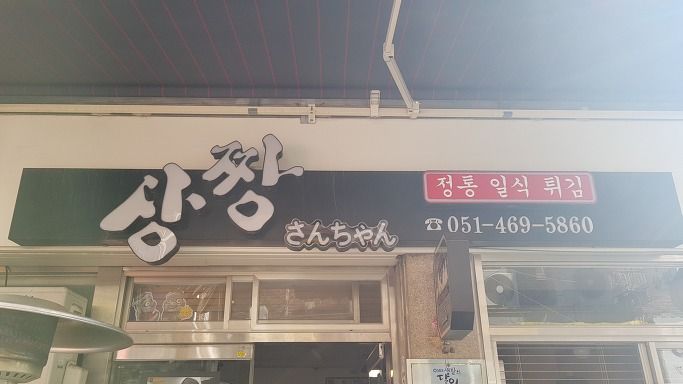 상짱
さんちゃん
정통 일식 튀김
☎051-469-5860